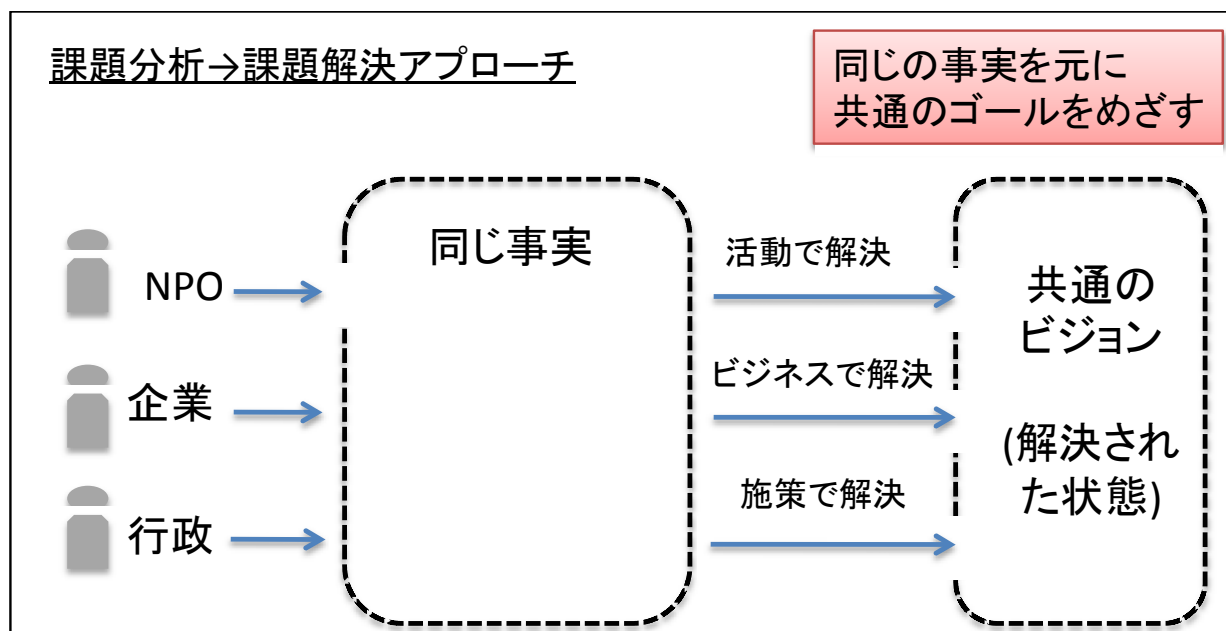 課題分析→課題解決アプローチ
同じの事実を元に
共通のゴールをめざす
同じ事実
NPO
企業
行政
活動で解決
ビジネスで解決
施策で解決
共通の
ビジョン
(解決され
た状態)